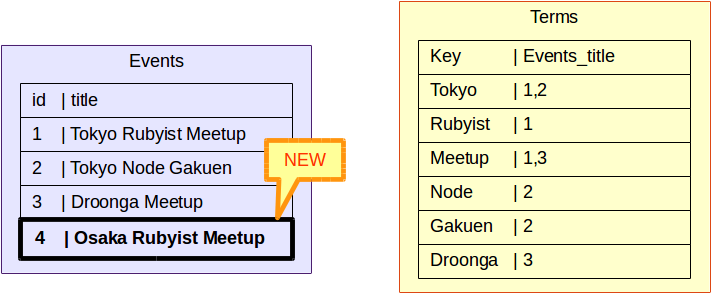 Events
id | title
1 | Tokyo Rubyist Meetup
2 | Tokyo Node Gakuen
3 | Droonga Meetup
4 | Osaka Rubyist Meetup
NEW
Terms
Key | Events_title
Tokyo | 1,2
Rubyist | 1
Meetup | 1,3
Node | 2
Gakuen | 2
Droonga | 3